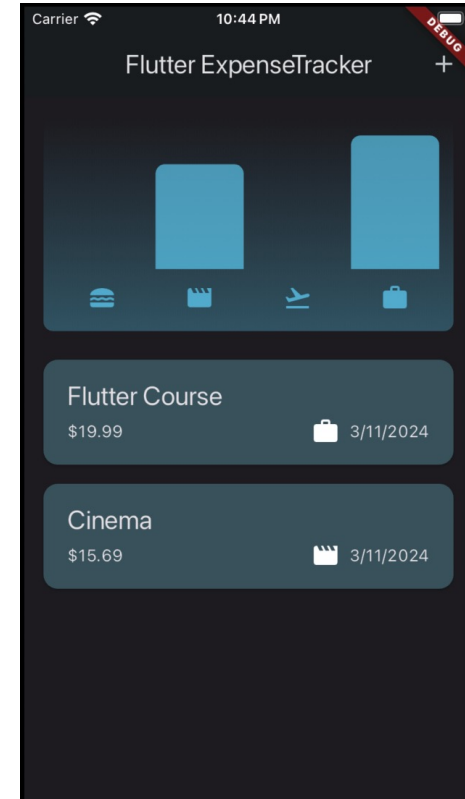 Carrier 10:44 PM
DEBUG
Flutter ExpenseTracker +
Flutter Course
$19.99 3/11/2024
Cinema
$15.69 3/11/2024